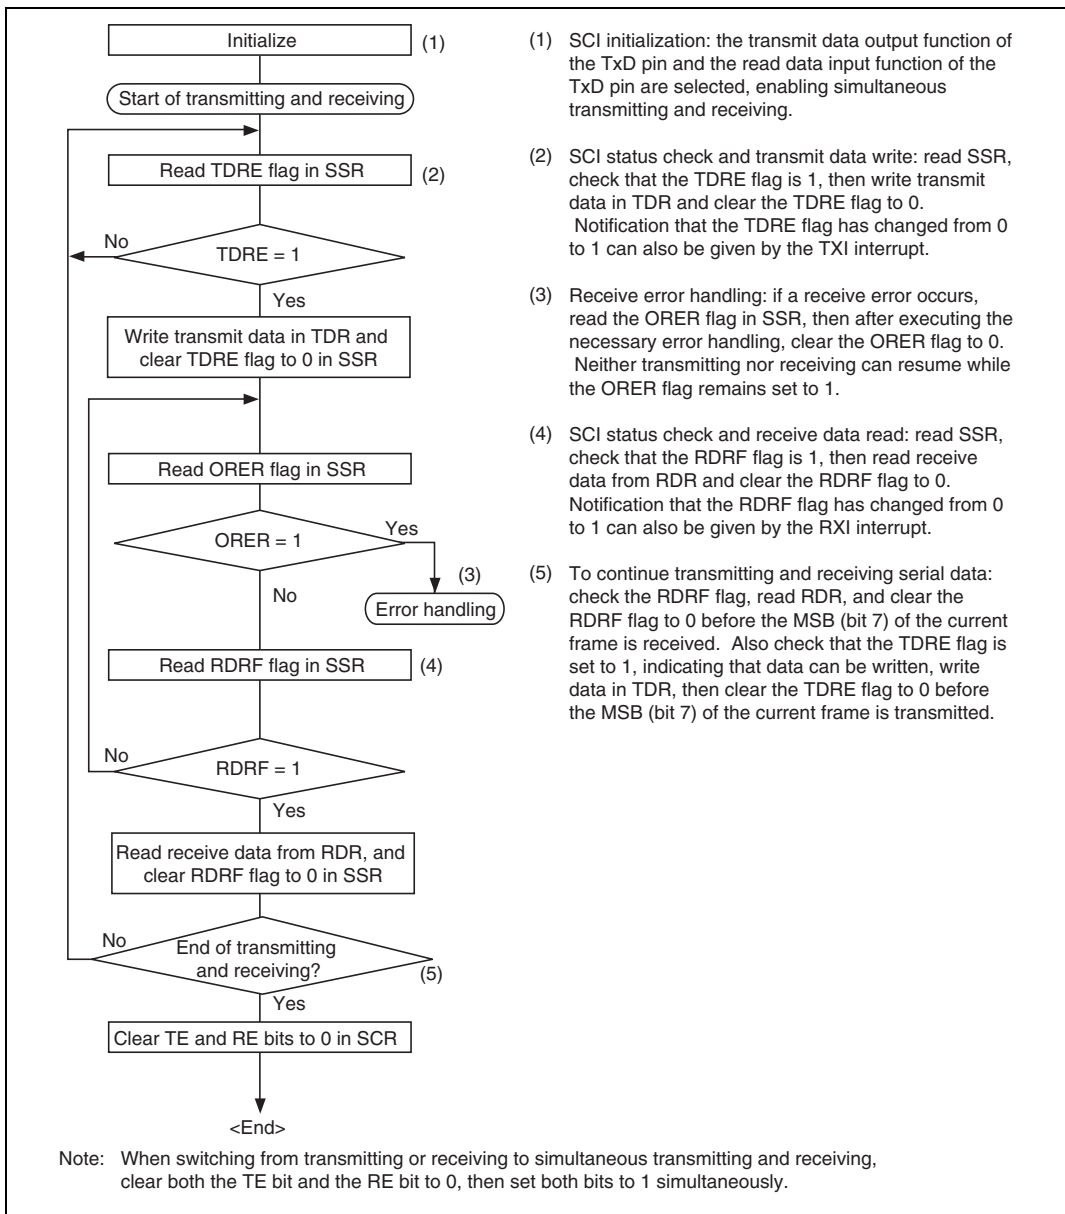 Initialize
(1)
Start of transmitting and receiving
Read TDRE flag in SSR
(2)
No
TDRE = 1
Yes
Write transmit data in TDR and
clear TDRE flag to 0 in SSR
Read ORER flag in SSR
ORER = 1
Yes
(3)
No
Error handling
Read RDRF flag in SSR
(4)
No
RDRF = 1
Yes
Read receive data from RDR, and
clear RDRF flag to 0 in SSR
No
End of transmitting
and receiving?
(5)
Yes
Clear TE and RE bits to 0 in SCR
<End>
(1) SCI initialization: the transmit data output function of
the TxD pin and the read data input function of the
TxD pin are selected, enabling simultaneous
transmitting and receiving.
(2) SCI status check and transmit data write: read SSR,
check that the TDRE flag is 1, then write transmit
data in TDR and clear the TDRE flag to 0.
Notification that the TDRE flag has changed from 0
to 1 can also be given by the TXI interrupt.
(3) Receive error handling: if a receive error occurs,
read the ORER flag in SSR, then after executing the
necessary error handling, clear the ORER flag to 0.
Neither transmitting nor receiving can resume while
the ORER flag remains set to 1.
(4) SCI status check and receive data read: read SSR,
check that the RDRF flag is 1, then read receive
data from RDR and clear the RDRF flag to 0.
Notification that the RDRF flag has changed from 0
to 1 can also be given by the RXI interrupt.
(5) To continue transmitting and receiving serial data:
check the RDRF flag, read RDR, and clear the
RDRF flag to 0 before the MSB (bit 7) of the current
frame is received. Also check that the TDRE flag is
set to 1, indicating that data can be written, write
data in TDR, then clear the TDRE flag to 0 before
the MSB (bit 7) of the current frame is transmitted.
Note: When switching from transmitting or receiving to simultaneous transmitting and receiving,
clear both the TE bit and the RE bit to 0, then set both bits to 1 simultaneously.